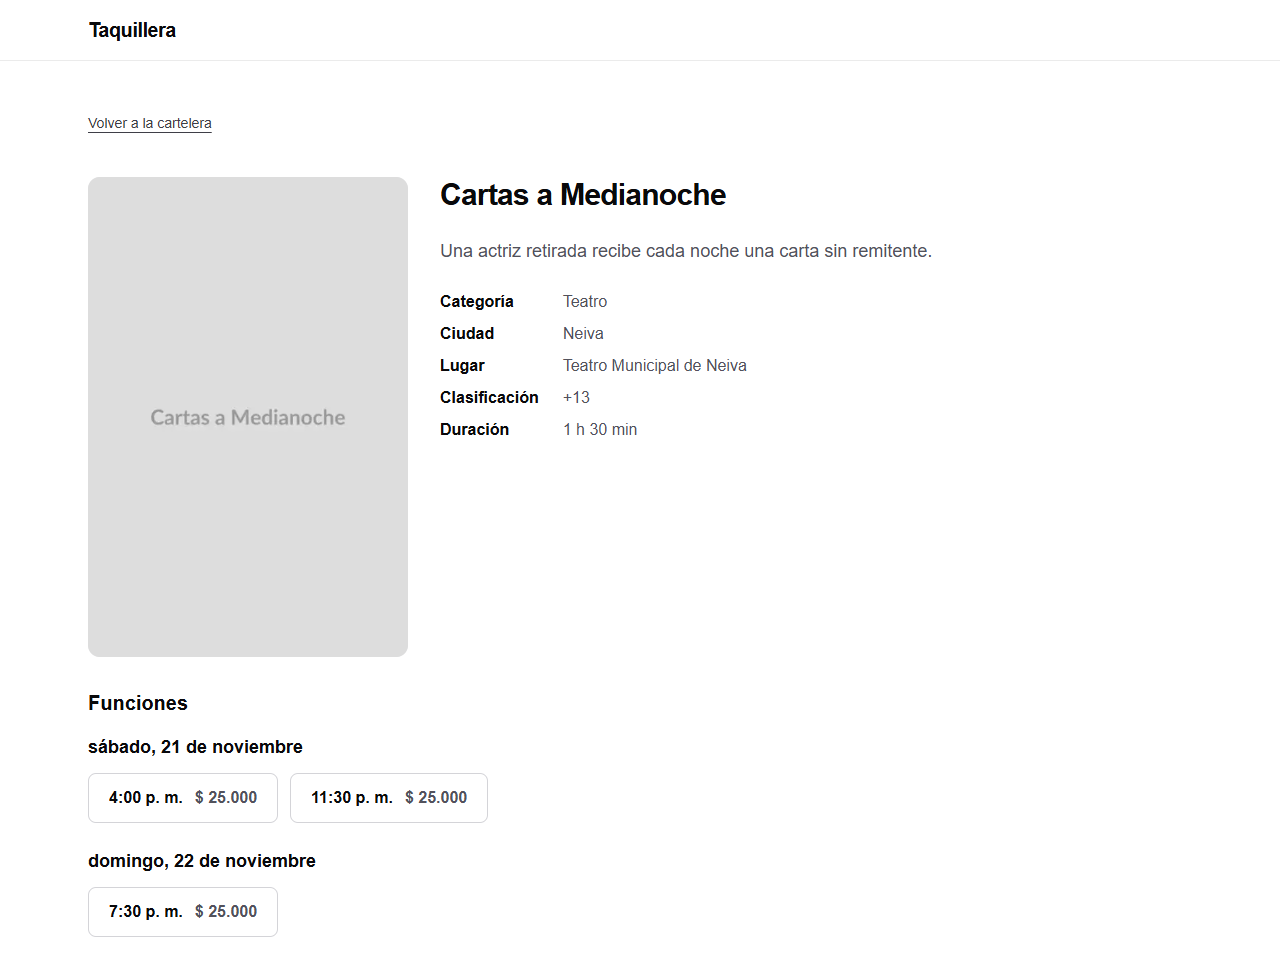 Taquillera
Volver a la cartelera
Cartas a Medianoche
Cartas a Medianoche
Una actriz retirada recibe cada noche una carta sin remitente.
Categoría Teatro
Ciudad Neiva
Lugar Teatro Municipal de Neiva
Clasificación +13
Duración 1 h 30 min
Funciones
sábado, 21 de noviembre
4:00 p. m. $ 25.000 11:30 p. m. $ 25.000
domingo, 22 de noviembre
7:30 p. m. $ 25.000